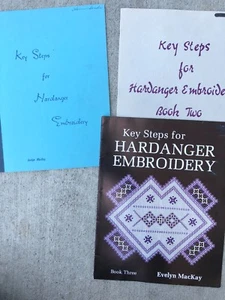 Key Steps
for
Hardanger
Embroidery
Key Steps
for
Hardanger Embroide
Book Two
Key Steps for
HARDANGER
EMBROIDERY
Book Three
Evelyn MacKay